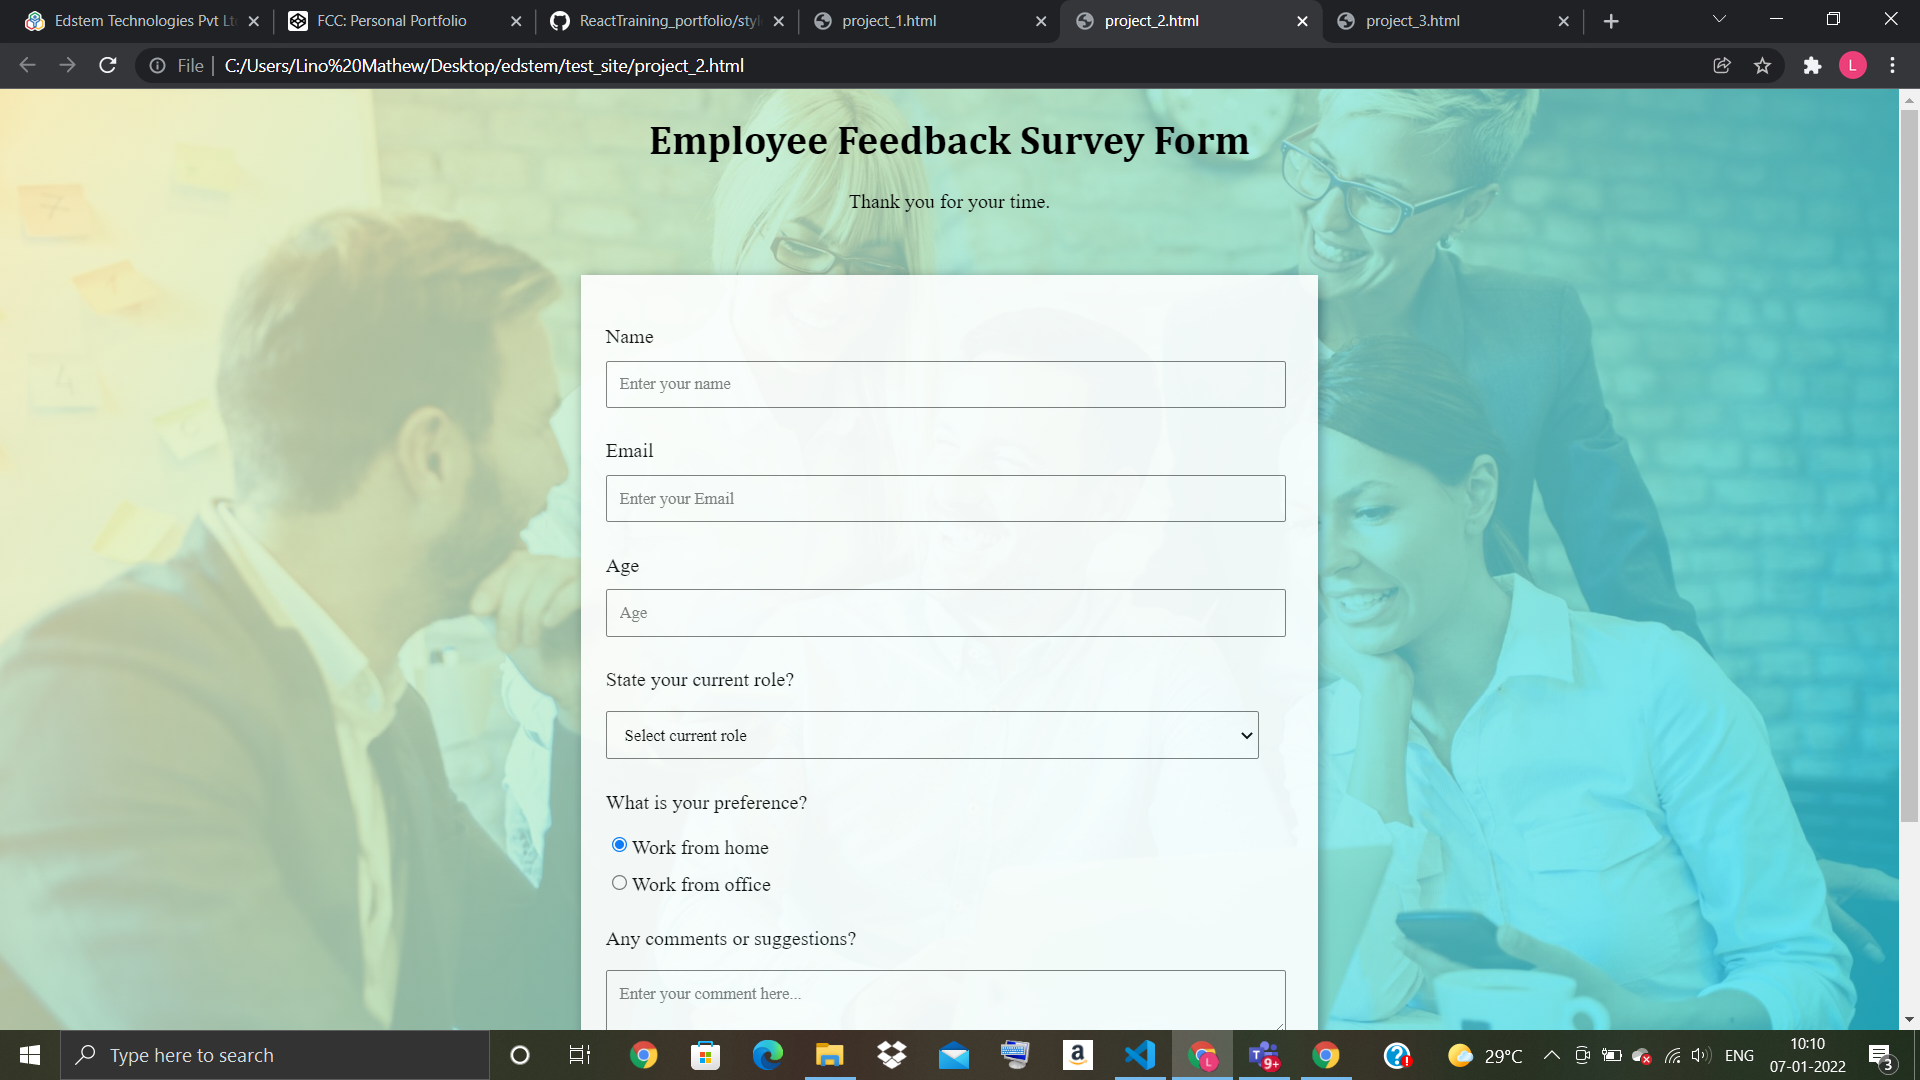 Edstem Technologies Pvt Lt
FCC: Personal Portfolio
ReactTraining_portfolio/styl
project_1.html
project_2.html
project_3.html
File
C:/Users/Lino%20Mathew/Desktop/edstem/test_site/project_2.html
L
Employee Feedback Survey Form
Thank you for your time.
7
4
Name
Enter your name
Email
Enter your Email
Age
Age
State your current role?
Select current role
What is your preference?
Work from home
Work from office
Any comments or suggestions?
Enter your comment here...
Type here to search
a
L
9+
29°C
ENG
10:10
07-01-2022
3